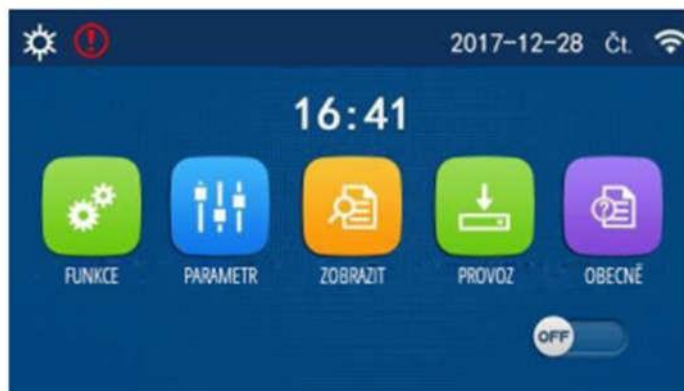 2017-12-28 Čt.
16:41
FUNKCE PARAMETR ZOBRAZIT PROVOZ OBECNĚ
OFF